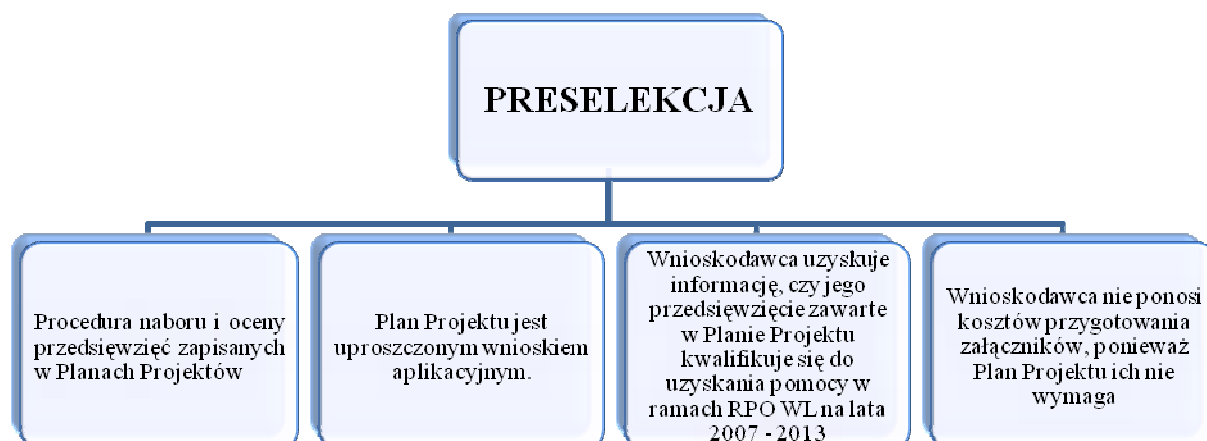 PRESELEKCJA
Procedura naboru i oceny
przedsięwzięć zapisanych
w Planach Projektów
Plan Projektu jest
uproszczonym wnioskiem
aplikacyjnym.
Wnioskodawca uzyskuje
informację, czy jego
przedsięwzięcie zawarte
w Planie Projektu
kwalifikuje się do
uzyskania pomocy w
ramach RPO WL na lata
2007 - 2013
Wnioskodawca nie ponosi
kosztów przygotowania
załączników, ponieważ
Plan Projektu ich nie
wymaga